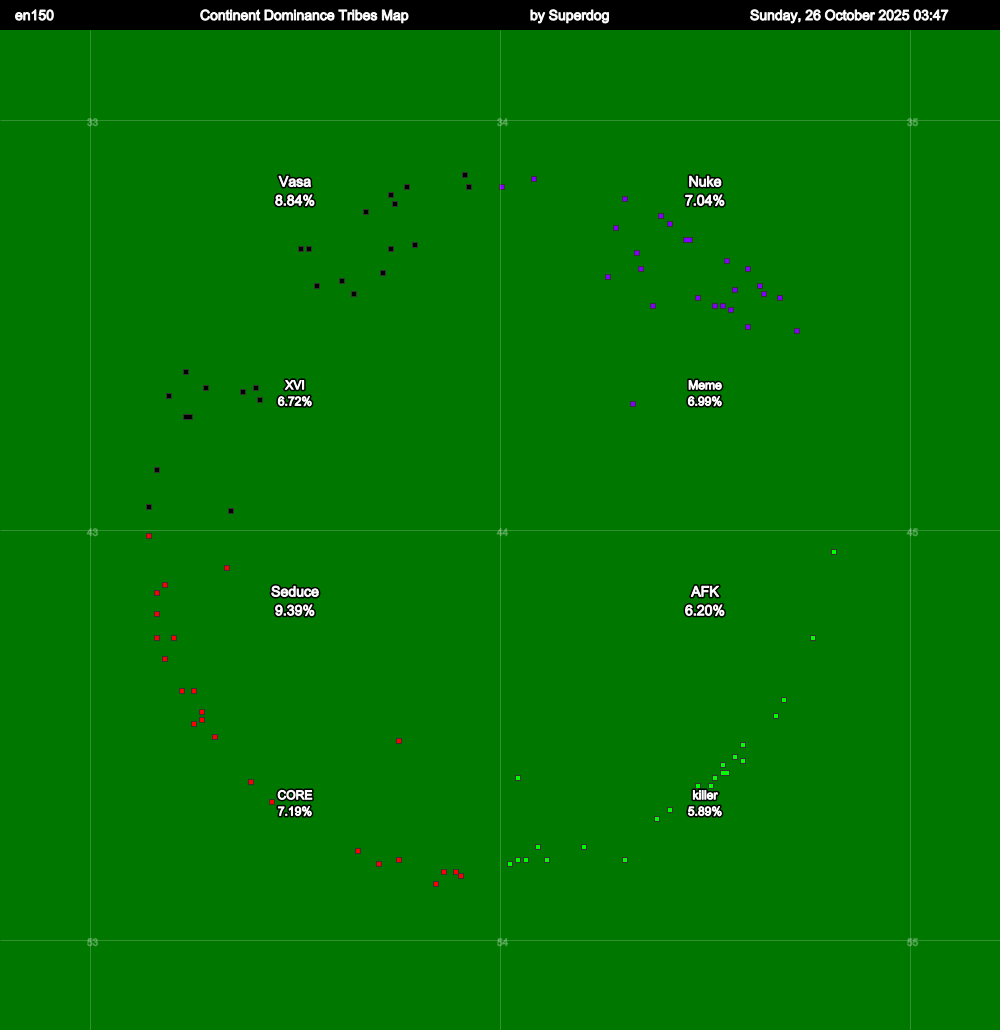 en150 Continent Dominance Tribes Map by Superdog Sunday, 26 October 2025 03:47
33 34 35
Vasa Nuke
8.84% 7.04%
XVI Meme
6.72% 6.99%
43 44 45
Seduce AFK
9.39% 6.20%
CORE killer
7.19% 5.89%
53 54 55